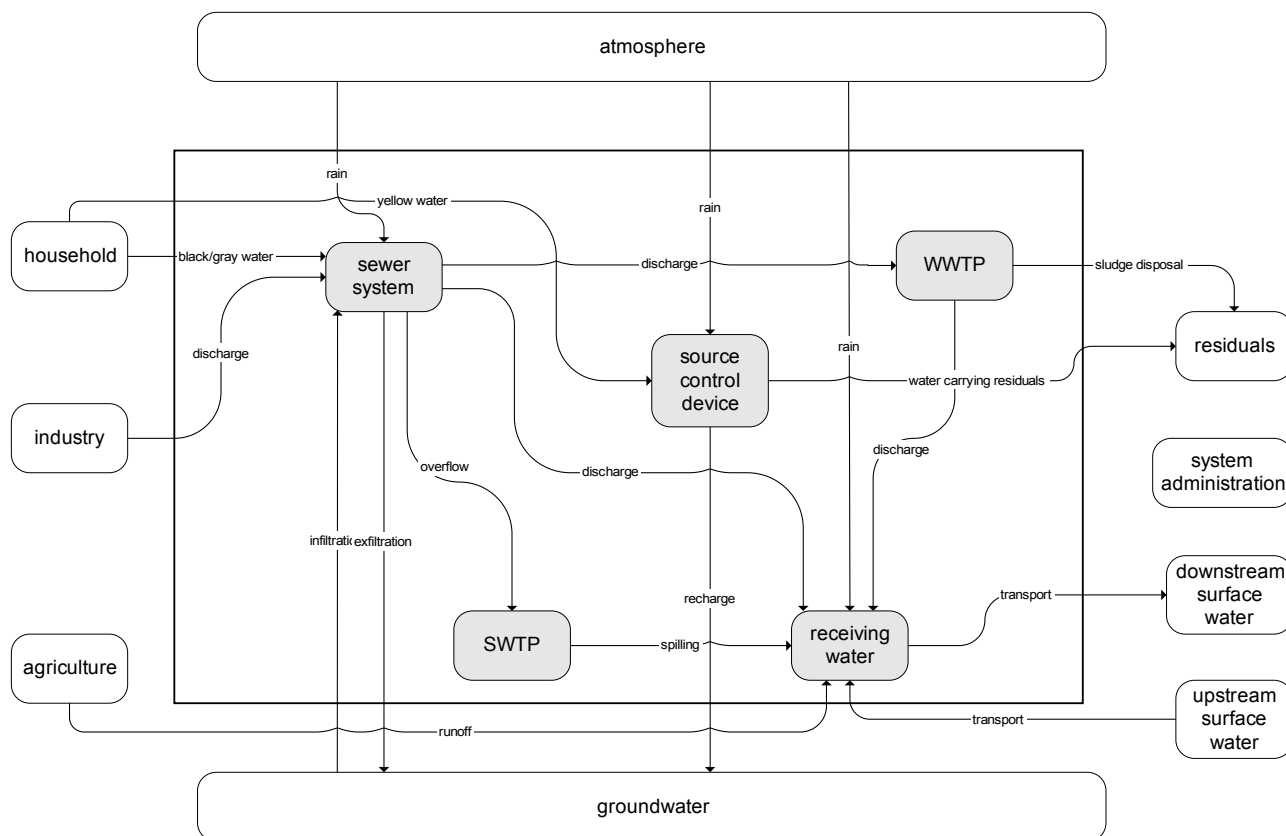 atmosphere
rain
yellow water
rain
household
black/gray water
sewer
system
discharge
WWTP
sludge disposal
discharge
source
control
device
rain
residuals
water carrying residuals
industry
overflow
discharge
discharge
system
administration
infiltration
exfiltration
downstream
surface
water
recharge
transport
agriculture
SWTP
spilling
receiving
water
upstream
surface
water
runoff
transport
groundwater